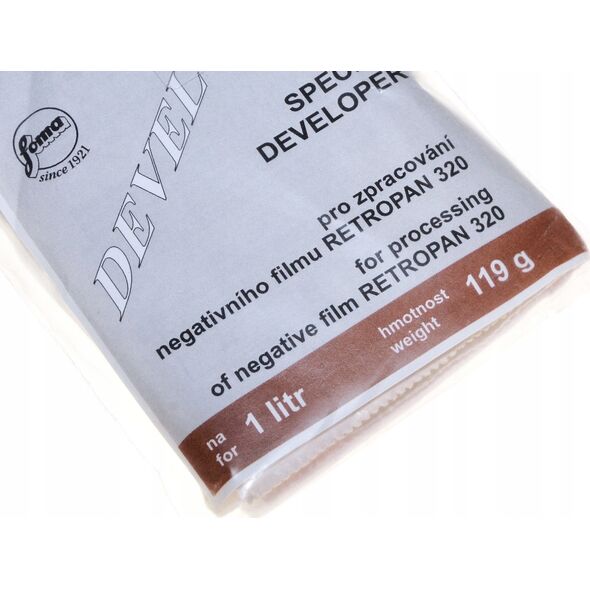 Foma
since 1921
DEVEL
SPECI
DEVELOPER
pro zpracování
negativního filmu RETROPAN 320
for processing
of negative film RETROPAN 320
na
for
1 litr
hmotnost
weight
119 g